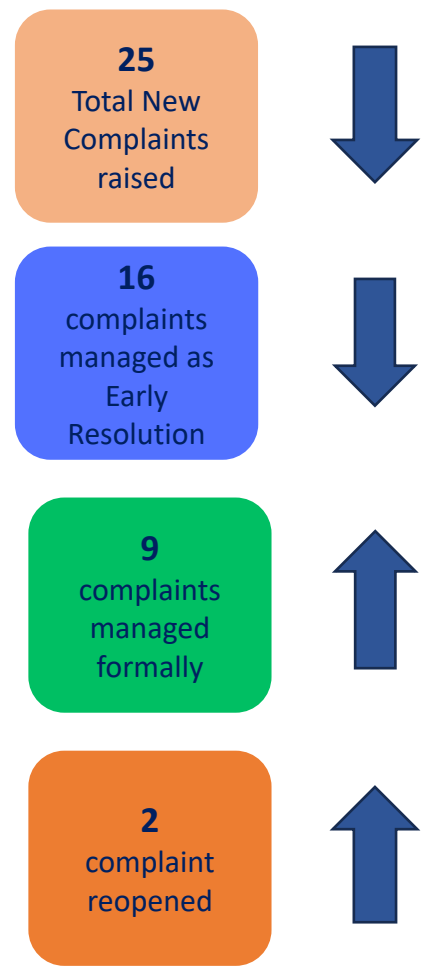 25
Total New
Complaints
raised
16
complaints
managed as
Early
Resolution
9
complaints
managed
formally
2
complaint
reopened